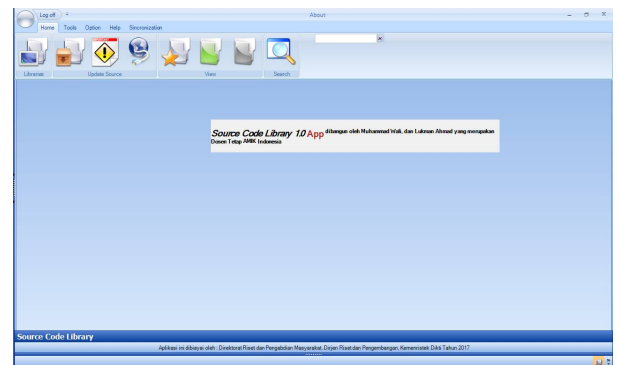 Log off
About
Home Tools Option Help Sincronization
Libraries Update Source View Search
Source Code Library 1.0 App dibangun oleh Muhammad Wali, dan Lukman Ahmad yang merupakan
Dosen Tetap AMIK Indonesia
Source Code Library
Aplikasi ini dibiayai oleh : Direktorat Riset dan Pengabdian Masyarakat, Dirjen Riset dan Pengembangan, Kemenristek Dikti Tahun 2017